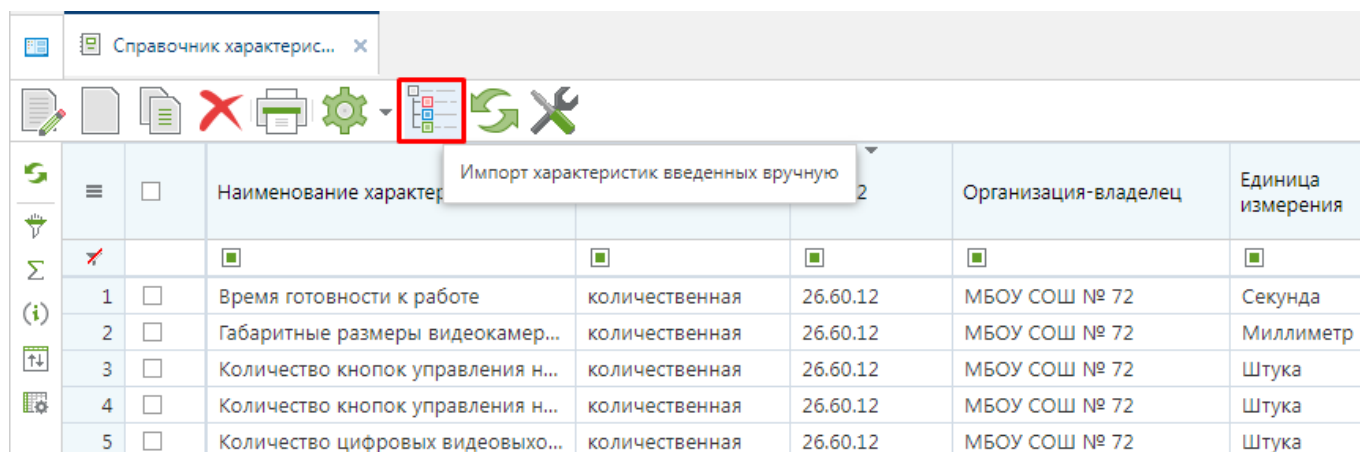 Справочник характерис...
Импорт характеристик введенных вручную
Наименование характер
2
Организация-владелец
Единица
измерения
1 Время готовности к работе количественная 26.60.12 МБОУ СОШ № 72 Секунда
2 Габаритные размеры видеокамер... количественная 26.60.12 МБОУ СОШ № 72 Миллиметр
3 Количество кнопок управления н... количественная 26.60.12 МБОУ СОШ № 72 Штука
4 Количество кнопок управления н... количественная 26.60.12 МБОУ СОШ № 72 Штука
5 Количество цифровых видеовыхо... количественная 26.60.12 МБОУ СОШ № 72 Штука